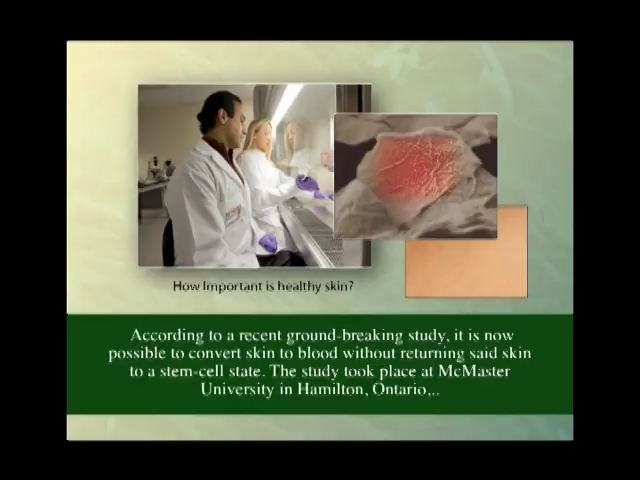 How Important is healthy skin?
According to a recent ground-breaking study, it is now
possible to convert skin to blood without returning said skin
to a stem-cell state. The study took place at McMaster
University in Hamilton, Ontario,..